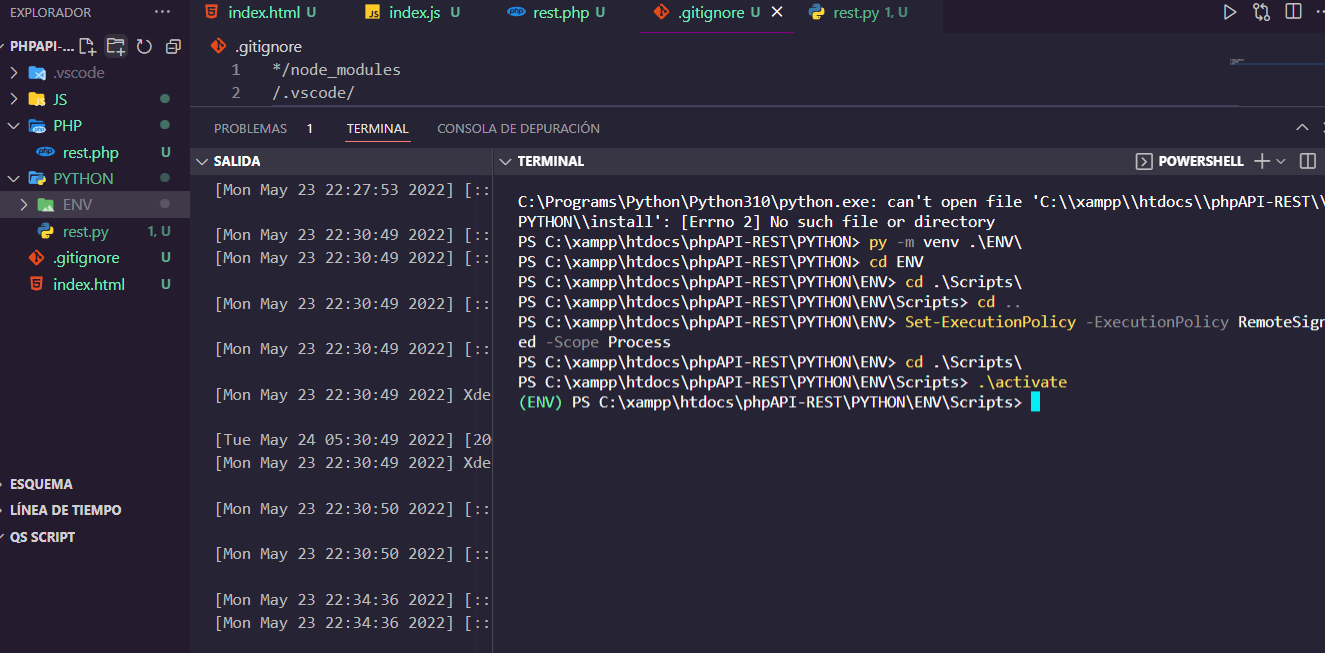 EXPLORADOR ···
PHPAPI-...
.vscode
JS
PHP
rest.php U
PYTHON
ENV
rest.py 1, U
.gitignore U
index.html U
ESQUEMA
LÍNEA DE TIEMPO
QS SCRIPT
index.html U
JS index.js U
php rest.php U
.gitignore U
rest.py 1, U
.gitignore
1 */node_modules
2 /.vscode/
PROBLEMAS 1 TERMINAL CONSOLA DE DEPURACIÓN
SALIDA
[Mon May 23 22:27:53 2022] [::
[Mon May 23 22:30:49 2022] [::
[Mon May 23 22:30:49 2022] [::
[Mon May 23 22:30:49 2022] [::
[Mon May 23 22:30:49 2022] [::
[Mon May 23 22:30:49 2022] Xde
[Tue May 24 05:30:49 2022] [20
[Mon May 23 22:30:49 2022] Xde
[Mon May 23 22:30:50 2022] [::
[Mon May 23 22:30:50 2022] [::
[Mon May 23 22:34:36 2022] [::
[Mon May 23 22:34:36 2022] [::
TERMINAL
POWERSHELL
C:\Programs\Python\Python310\python.exe: can't open file 'C:\\xampp\\htdocs\\phpAPI-REST\\
PYTHON\\install': [Errno 2] No such file or directory
PS C:\xampp\htdocs\phpAPI-REST\PYTHON> py -m venv .\ENV\
PS C:\xampp\htdocs\phpAPI-REST\PYTHON> cd ENV
PS C:\xampp\htdocs\phpAPI-REST\PYTHON\ENV> cd .\Scripts\
PS C:\xampp\htdocs\phpAPI-REST\PYTHON\ENV\Scripts> cd ..
PS C:\xampp\htdocs\phpAPI-REST\PYTHON\ENV> Set-ExecutionPolicy -ExecutionPolicy RemoteSign
ed -Scope Process
PS C:\xampp\htdocs\phpAPI-REST\PYTHON\ENV> cd .\Scripts\
PS C:\xampp\htdocs\phpAPI-REST\PYTHON\ENV\Scripts> .\activate
(ENV) PS C:\xampp\htdocs\phpAPI-REST\PYTHON\ENV\Scripts>